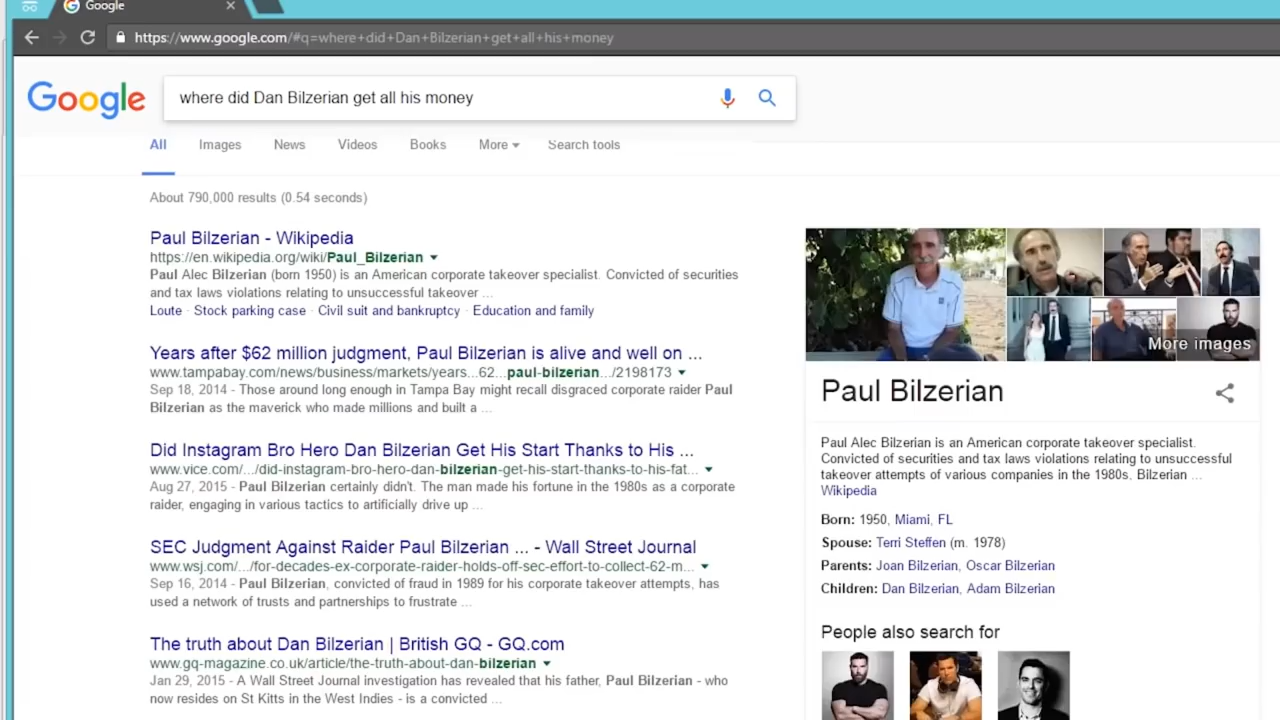 Google
https://www.google.com/#q=where+did+Dan+Bilzerian+get+all+his+money
Google
where did Dan Bilzerian get all his money
All Images News Videos Books More Search tools
About 790,000 results (0.54 seconds)
Paul Bilzerian - Wikipedia
https://en.wikipedia.org/wiki/Paul_Bilzerian
Paul Alec Bilzerian (born 1950) is an American corporate takeover specialist. Convicted of securities
and tax laws violations relating to unsuccessful takeover ...
Loute · Stock parking case · Civil suit and bankruptcy · Education and family
Years after $62 million judgment, Paul Bilzerian is alive and well on ...
www.tampabay.com/news/business/markets/years...62...paul-bilzerian.../2198173
Sep 18, 2014 - Those around long enough in Tampa Bay might recall disgraced corporate raider Paul
Bilzerian as the maverick who made millions and built a ...
Did Instagram Bro Hero Dan Bilzerian Get His Start Thanks to His ...
www.vice.com/.../did-instagram-bro-hero-dan-bilzerian-get-his-start-thanks-to-his-fat...
Aug 27, 2015 - Paul Bilzerian certainly didn't. The man made his fortune in the 1980s as a corporate
raider, engaging in various tactics to artificially drive up ...
SEC Judgment Against Raider Paul Bilzerian ... - Wall Street Journal
www.wsj.com/.../for-decades-ex-corporate-raider-holds-off-sec-effort-to-collect-62-m...
Sep 16, 2014 - Paul Bilzerian, convicted of fraud in 1989 for his corporate takeover attempts, has
used a network of trusts and partnerships to frustrate ...
The truth about Dan Bilzerian | British GQ - GQ.com
www.gq-magazine.co.uk/article/the-truth-about-dan-bilzerian
Jan 29, 2015 - A Wall Street Journal investigation has revealed that his father, Paul Bilzerian - who
now resides on St Kitts in the West Indies - is a convicted ...
More images
Paul Bilzerian
Paul Alec Bilzerian is an American corporate takeover specialist.
Convicted of securities and tax laws violations relating to unsuccessful
takeover attempts of various companies in the 1980s, Bilzerian ...
Wikipedia
Born: 1950, Miami, FL
Spouse: Terri Steffen (m. 1978)
Parents: Joan Bilzerian, Oscar Bilzerian
Children: Dan Bilzerian, Adam Bilzerian
People also search for